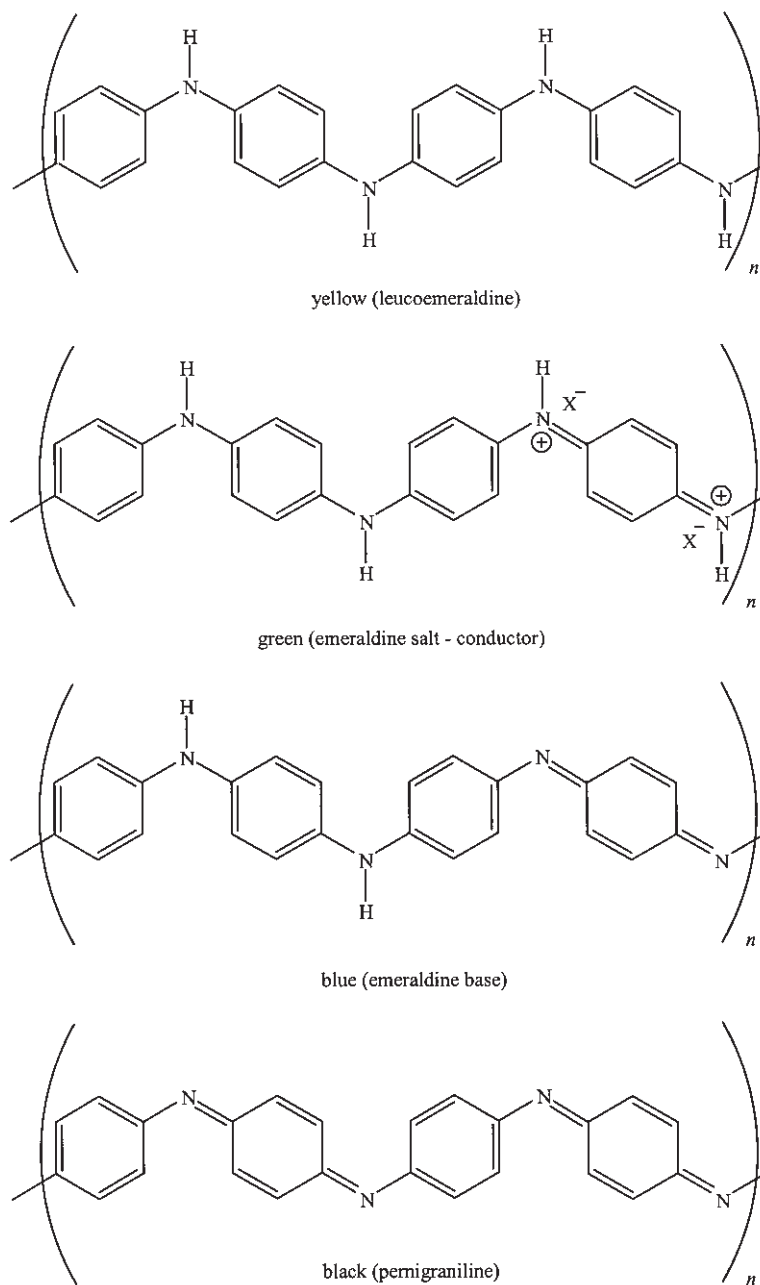 H
H
N
N
N
N
H
H
n
yellow (leucoemeraldine)
H
H
N
N X−
⊕
⊕
N
X− N
H
H
n
green (emeraldine salt - conductor)
H
N
N
N
N
H
n
blue (emeraldine base)
N
N
N
N
n
black (pernigraniline)